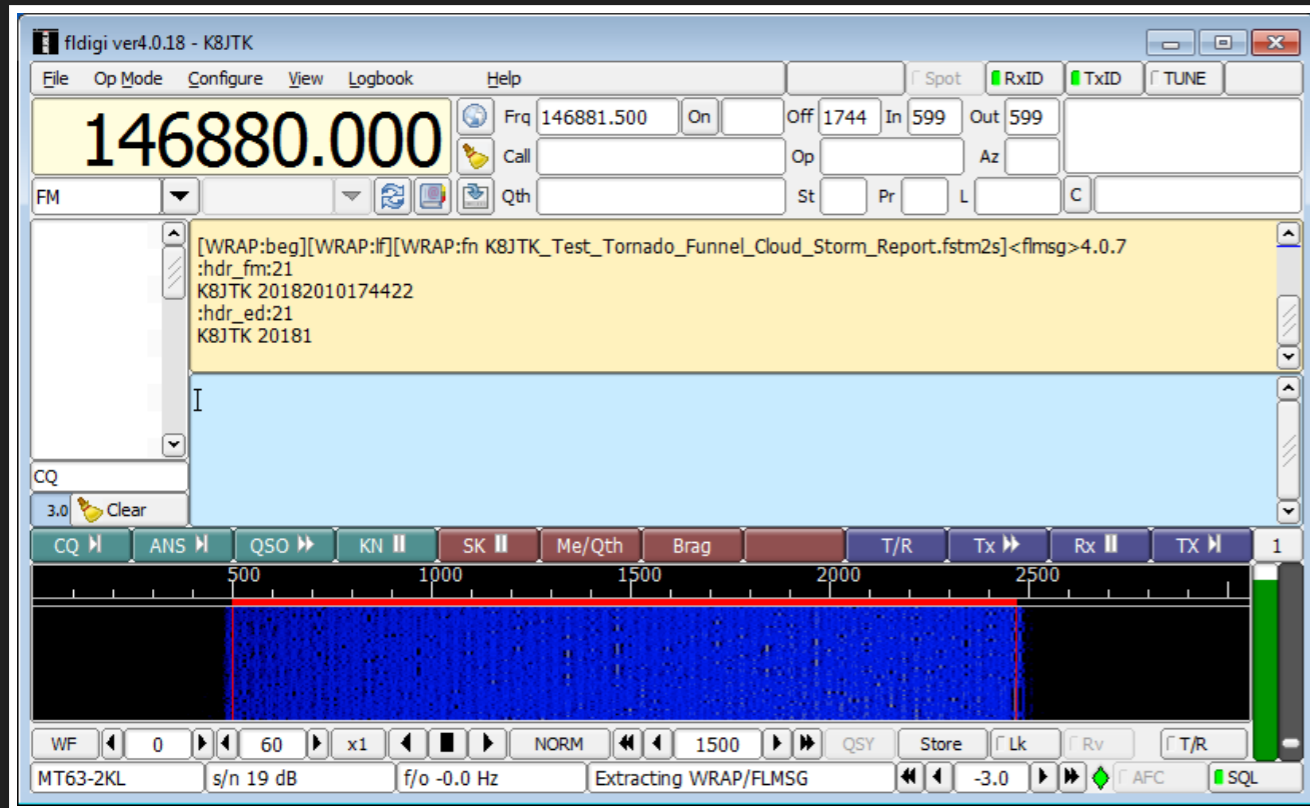 fldigi ver4.0.18 - K8JTK
File Op Mode Configure View Logbook Help Spot RxID TxID TUNE
146880.000 Frq 146881.500 On Off 1744 In 599 Out 599
Call Op Az
FM Qth St Pr L C
[WRAP:beg][WRAP:lf][WRAP:fn K8JTK_Test_Tornado_Funnel_Cloud_Storm_Report.fstm2s]<flmsg>4.0.7
:hdr_fm:21
K8JTK 20182010174422
:hdr_ed:21
K8JTK 20181
CQ
3.0 Clear
CQ ANS QSO KN SK Me/Qth Brag T/R Tx Rx TX 1
500 1000 1500 2000 2500
WF 0 60 x1 NORM 1500 QSY Store Lk Rv T/R
MT63-2KL s/n 19 dB f/o -0.0 Hz Extracting WRAP/FLMSG -3.0 AFC SQL